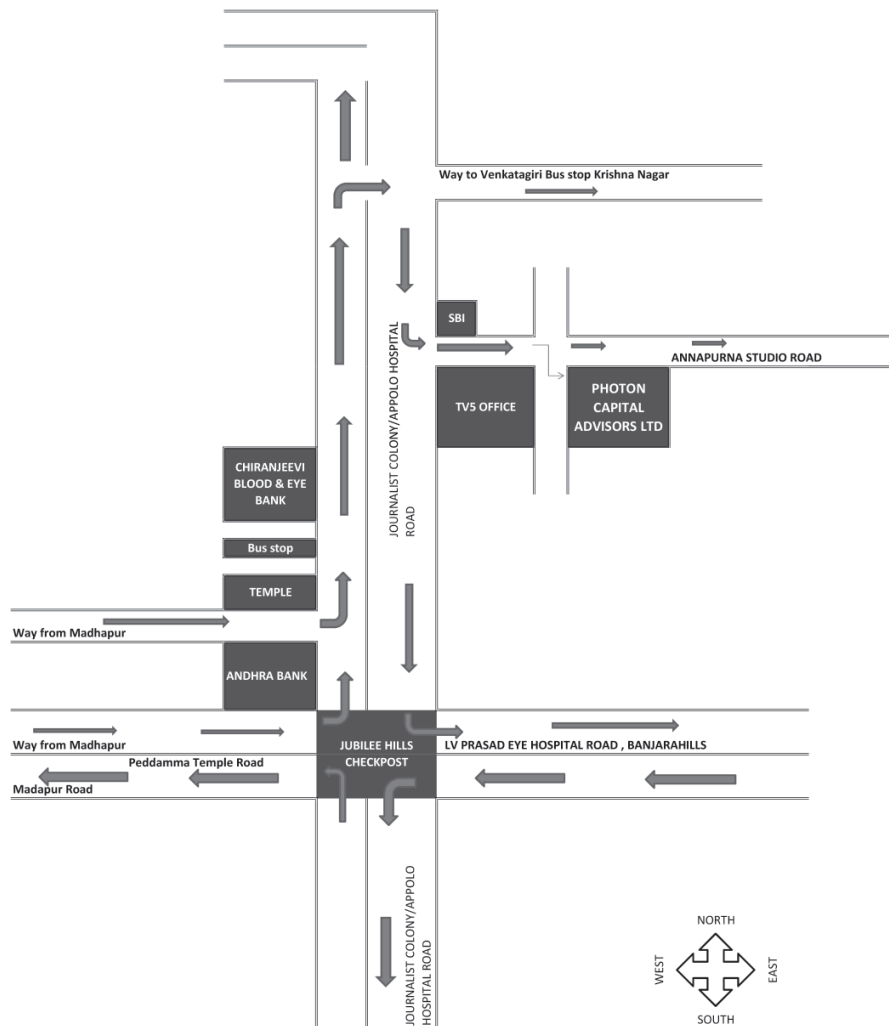 Way to Venkatagiri Bus stop Krishna Nagar
SBI
ANNAPURNA STUDIO ROAD
JOURNALIST COLONY/APPOLO HOSPITAL
ROAD
TV5 OFFICE
PHOTON
CAPITAL
ADVISORS LTD
CHIRANJEEVI
BLOOD & EYE
BANK
Bus stop
TEMPLE
Way from Madhapur
ANDHRA BANK
Way from Madhapur
JUBILEE HILLS
CHECKPOST
LV PRASAD EYE HOSPITAL ROAD , BANJARAHILLS
Peddamma Temple Road
Madapur Road
JOURNALIST COLONY/APPOLO
HOSPITAL ROAD
NORTH
WEST
EAST
SOUTH